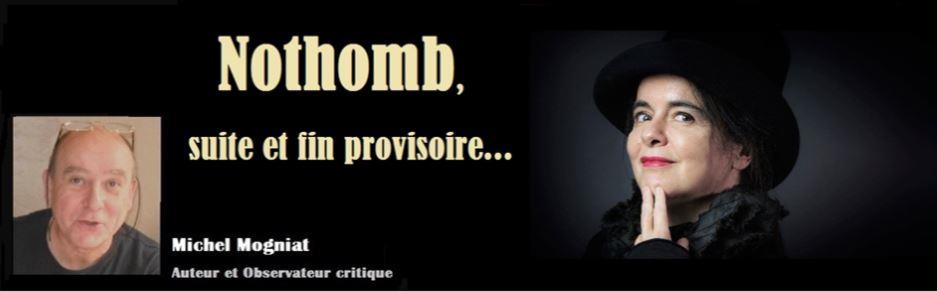 Nothomb,
suite et fin provisoire...
Michel Mogniat
Auteur et Observateur critique